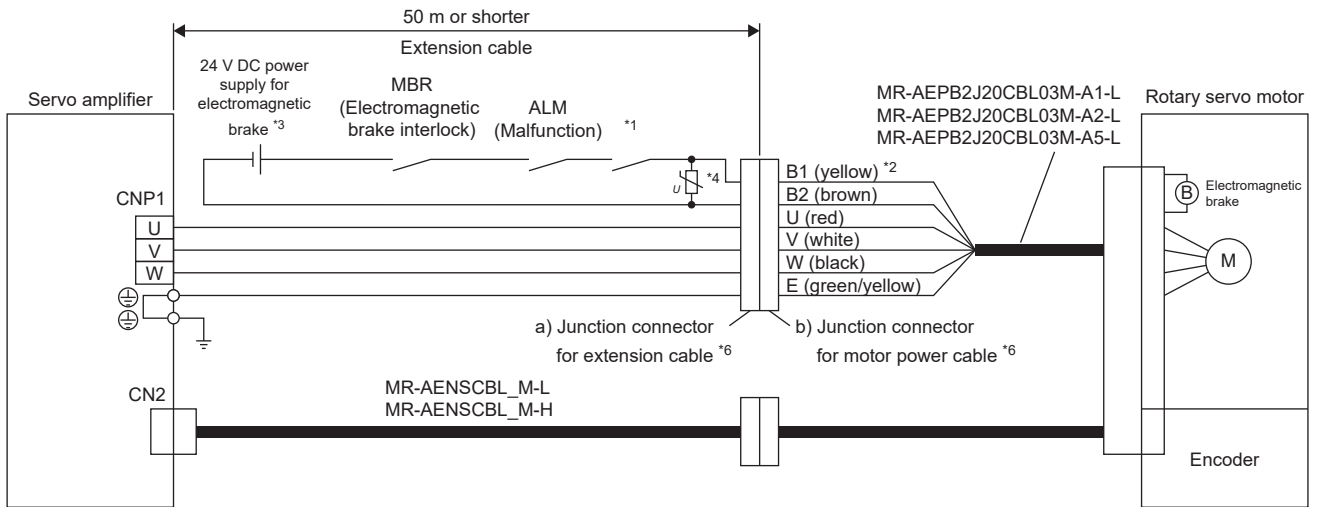 50 m or shorter
Extension cable
24 V DC power
supply for
electromagnetic
brake *3
MBR
(Electromagnetic
brake interlock)
ALM
(Malfunction)
*1
MR-AEPB2J20CBL03M-A1-L
MR-AEPB2J20CBL03M-A2-L
MR-AEPB2J20CBL03M-A5-L
Servo amplifier
Rotary servo motor
U
*4
B1 (yellow) *2
B2 (brown)
U (red)
V (white)
W (black)
E (green/yellow)
B
Electromagnetic
brake
M
CNP1
U
V
W
a) Junction connector
for extension cable *6
b) Junction connector
for motor power cable *6
CN2
MR-AENSCBL_M-L
MR-AENSCBL_M-H
Encoder